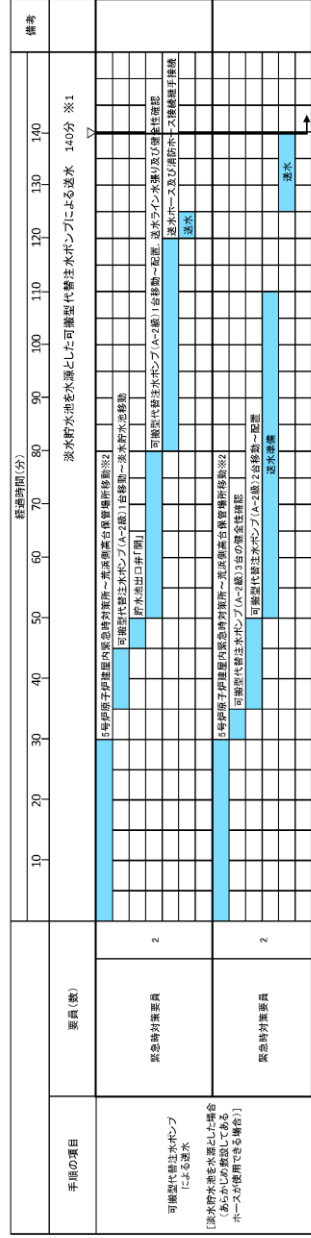 経過時間(分)
備考
手順の項目
要員(数)
10
20
30
40
50
60
70
80
90
100
110
120
130
140
淡水貯水池を水源とした可搬型代替注水ポンプによる送水 140分 ※1
可搬型代替注水ポンプ
による送水
[淡水貯水池を水源とした場合
(あらかじめ敷設してある
ホースが使用できる場合)]
緊急時対策要員
2
5号炉原子炉建屋内緊急時対策所~荒浜側高台保管場所移動※2
可搬型代替注水ポンプ(A-2級)1台移動~淡水貯水池移動
貯水池出口弁「開」
可搬型代替注水ポンプ(A-2級)1台移動~配置、送水ライン水張り及び健全性確認
送水ホース及び消防ホース接続継手接続
送水
緊急時対策要員
2
5号炉原子炉建屋内緊急時対策所~荒浜側高台保管場所移動※2
可搬型代替注水ポンプ(A-2級)3台の健全性確認
可搬型代替注水ポンプ(A-2級)2台移動~配置
送水準備
送水